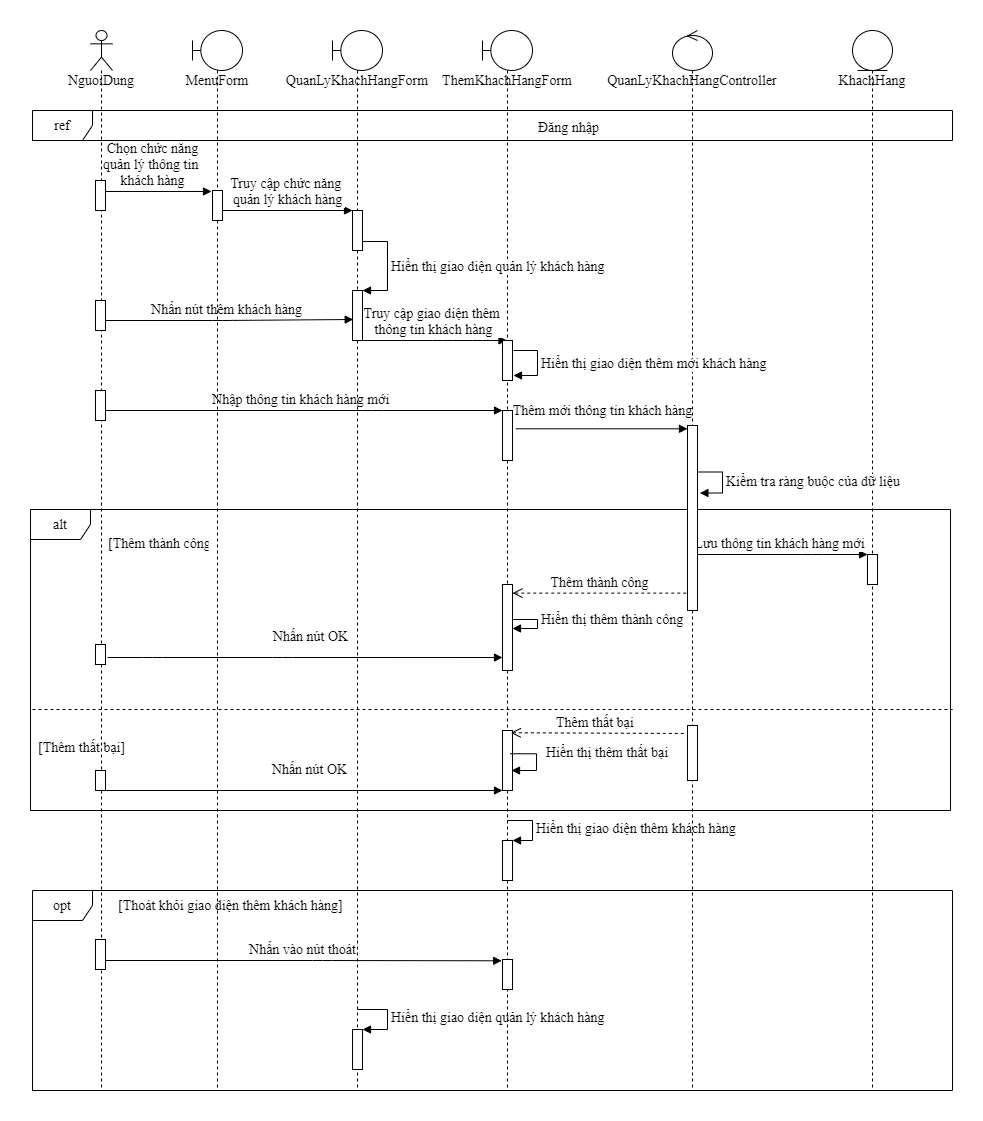 NguoiDung
MenuForm
QuanLyKhachHangForm
ThemKhachHangForm
QuanLyKhachHangController
KhachHang
ref
Đăng nhập
Chọn chức năng
quản lý thông tin
khách hàng
Truy cập chức năng
quản lý khách hàng
Hiển thị giao diện quản lý khách hàng
Nhấn nút thêm khách hàng
Truy cập giao diện thêm
thông tin khách hàng
Hiển thị giao diện thêm mới khách hàng
Nhập thông tin khách hàng mới
Thêm mới thông tin khách hàng
Kiểm tra ràng buộc của dữ liệu
alt
[Thêm thành công
Lưu thông tin khách hàng mới
Thêm thành công
Hiển thị thêm thành công
Nhấn nút OK
Thêm thất bại
[Thêm thất bại]
Hiển thị thêm thất bại
Nhấn nút OK
Hiển thị giao diện thêm khách hàng
opt
[Thoát khỏi giao diện thêm khách hàng]
Nhấn vào nút thoát
Hiển thị giao diện quản lý khách hàng